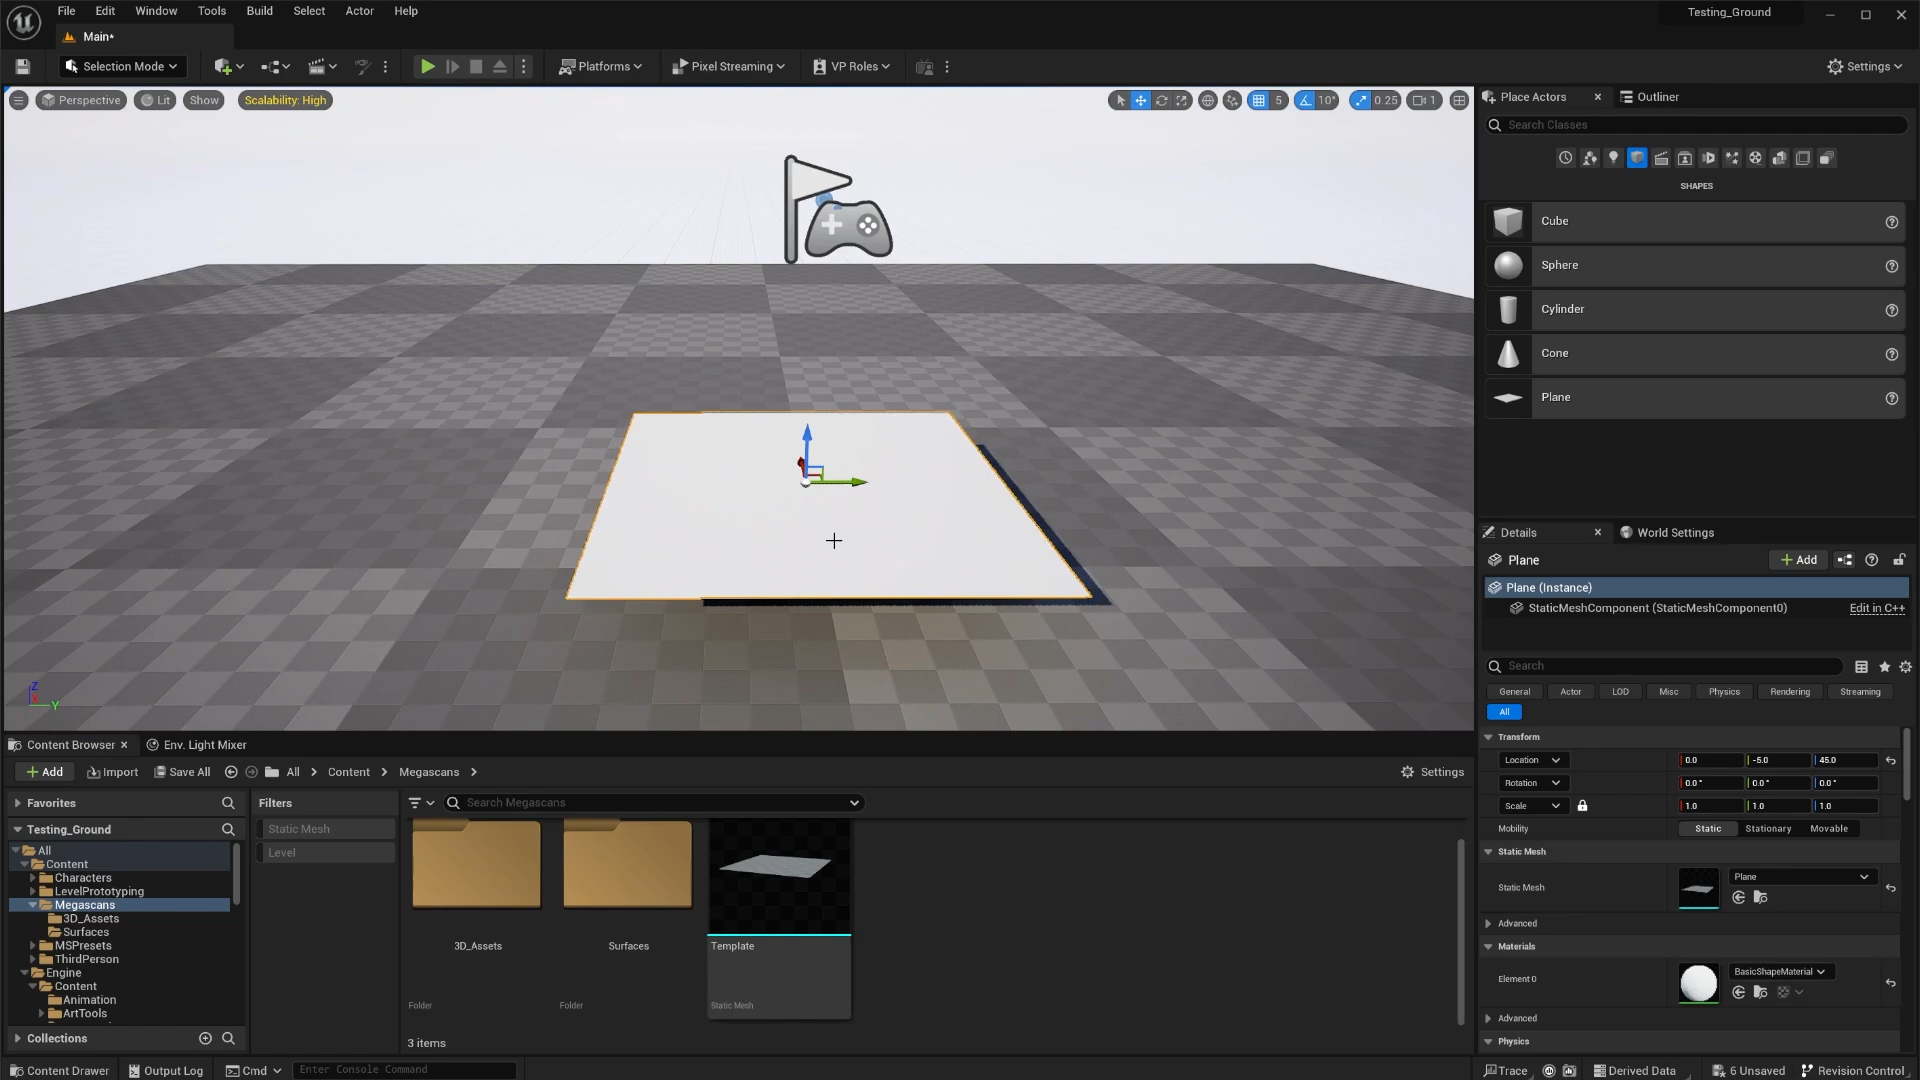 File Edit Window Tools Build Select Actor Help
Testing_Ground
Main*
Selection Mode
Platforms
Pixel Streaming
VP Roles
Settings
Perspective
Lit
Show
Scalability: High
5
10°
0.25
1
Place Actors
Outliner
Search Classes
SHAPES
Cube
Sphere
Cylinder
Cone
Plane
Details
World Settings
Plane
Add
Plane (Instance)
StaticMeshComponent (StaticMeshComponent0)
Edit in C++
Search
General
Actor
LOD
Misc
Physics
Rendering
Streaming
All
Transform
Location
0.0
-5.0
45.0
Rotation
0.0°
0.0°
0.0°
Scale
1.0
1.0
1.0
Mobility
Static
Stationary
Movable
Static Mesh
Static Mesh
Plane
Advanced
Materials
Element 0
BasicShapeMaterial
Advanced
Physics
Z
X
Y
Content Browser
Env. Light Mixer
Add
Import
Save All
All
Content
Megascans
Settings
Favorites
Testing_Ground
All
Content
Characters
LevelPrototyping
Megascans
3D_Assets
Surfaces
MSPresets
ThirdPerson
Engine
Content
Animation
ArtTools
Collections
Filters
Static Mesh
Level
Search Megascans
3D_Assets
Folder
Surfaces
Folder
Template
Static Mesh
3 items
Content Drawer
Output Log
Cmd
Enter Console Command
Trace
Derived Data
6 Unsaved
Revision Control